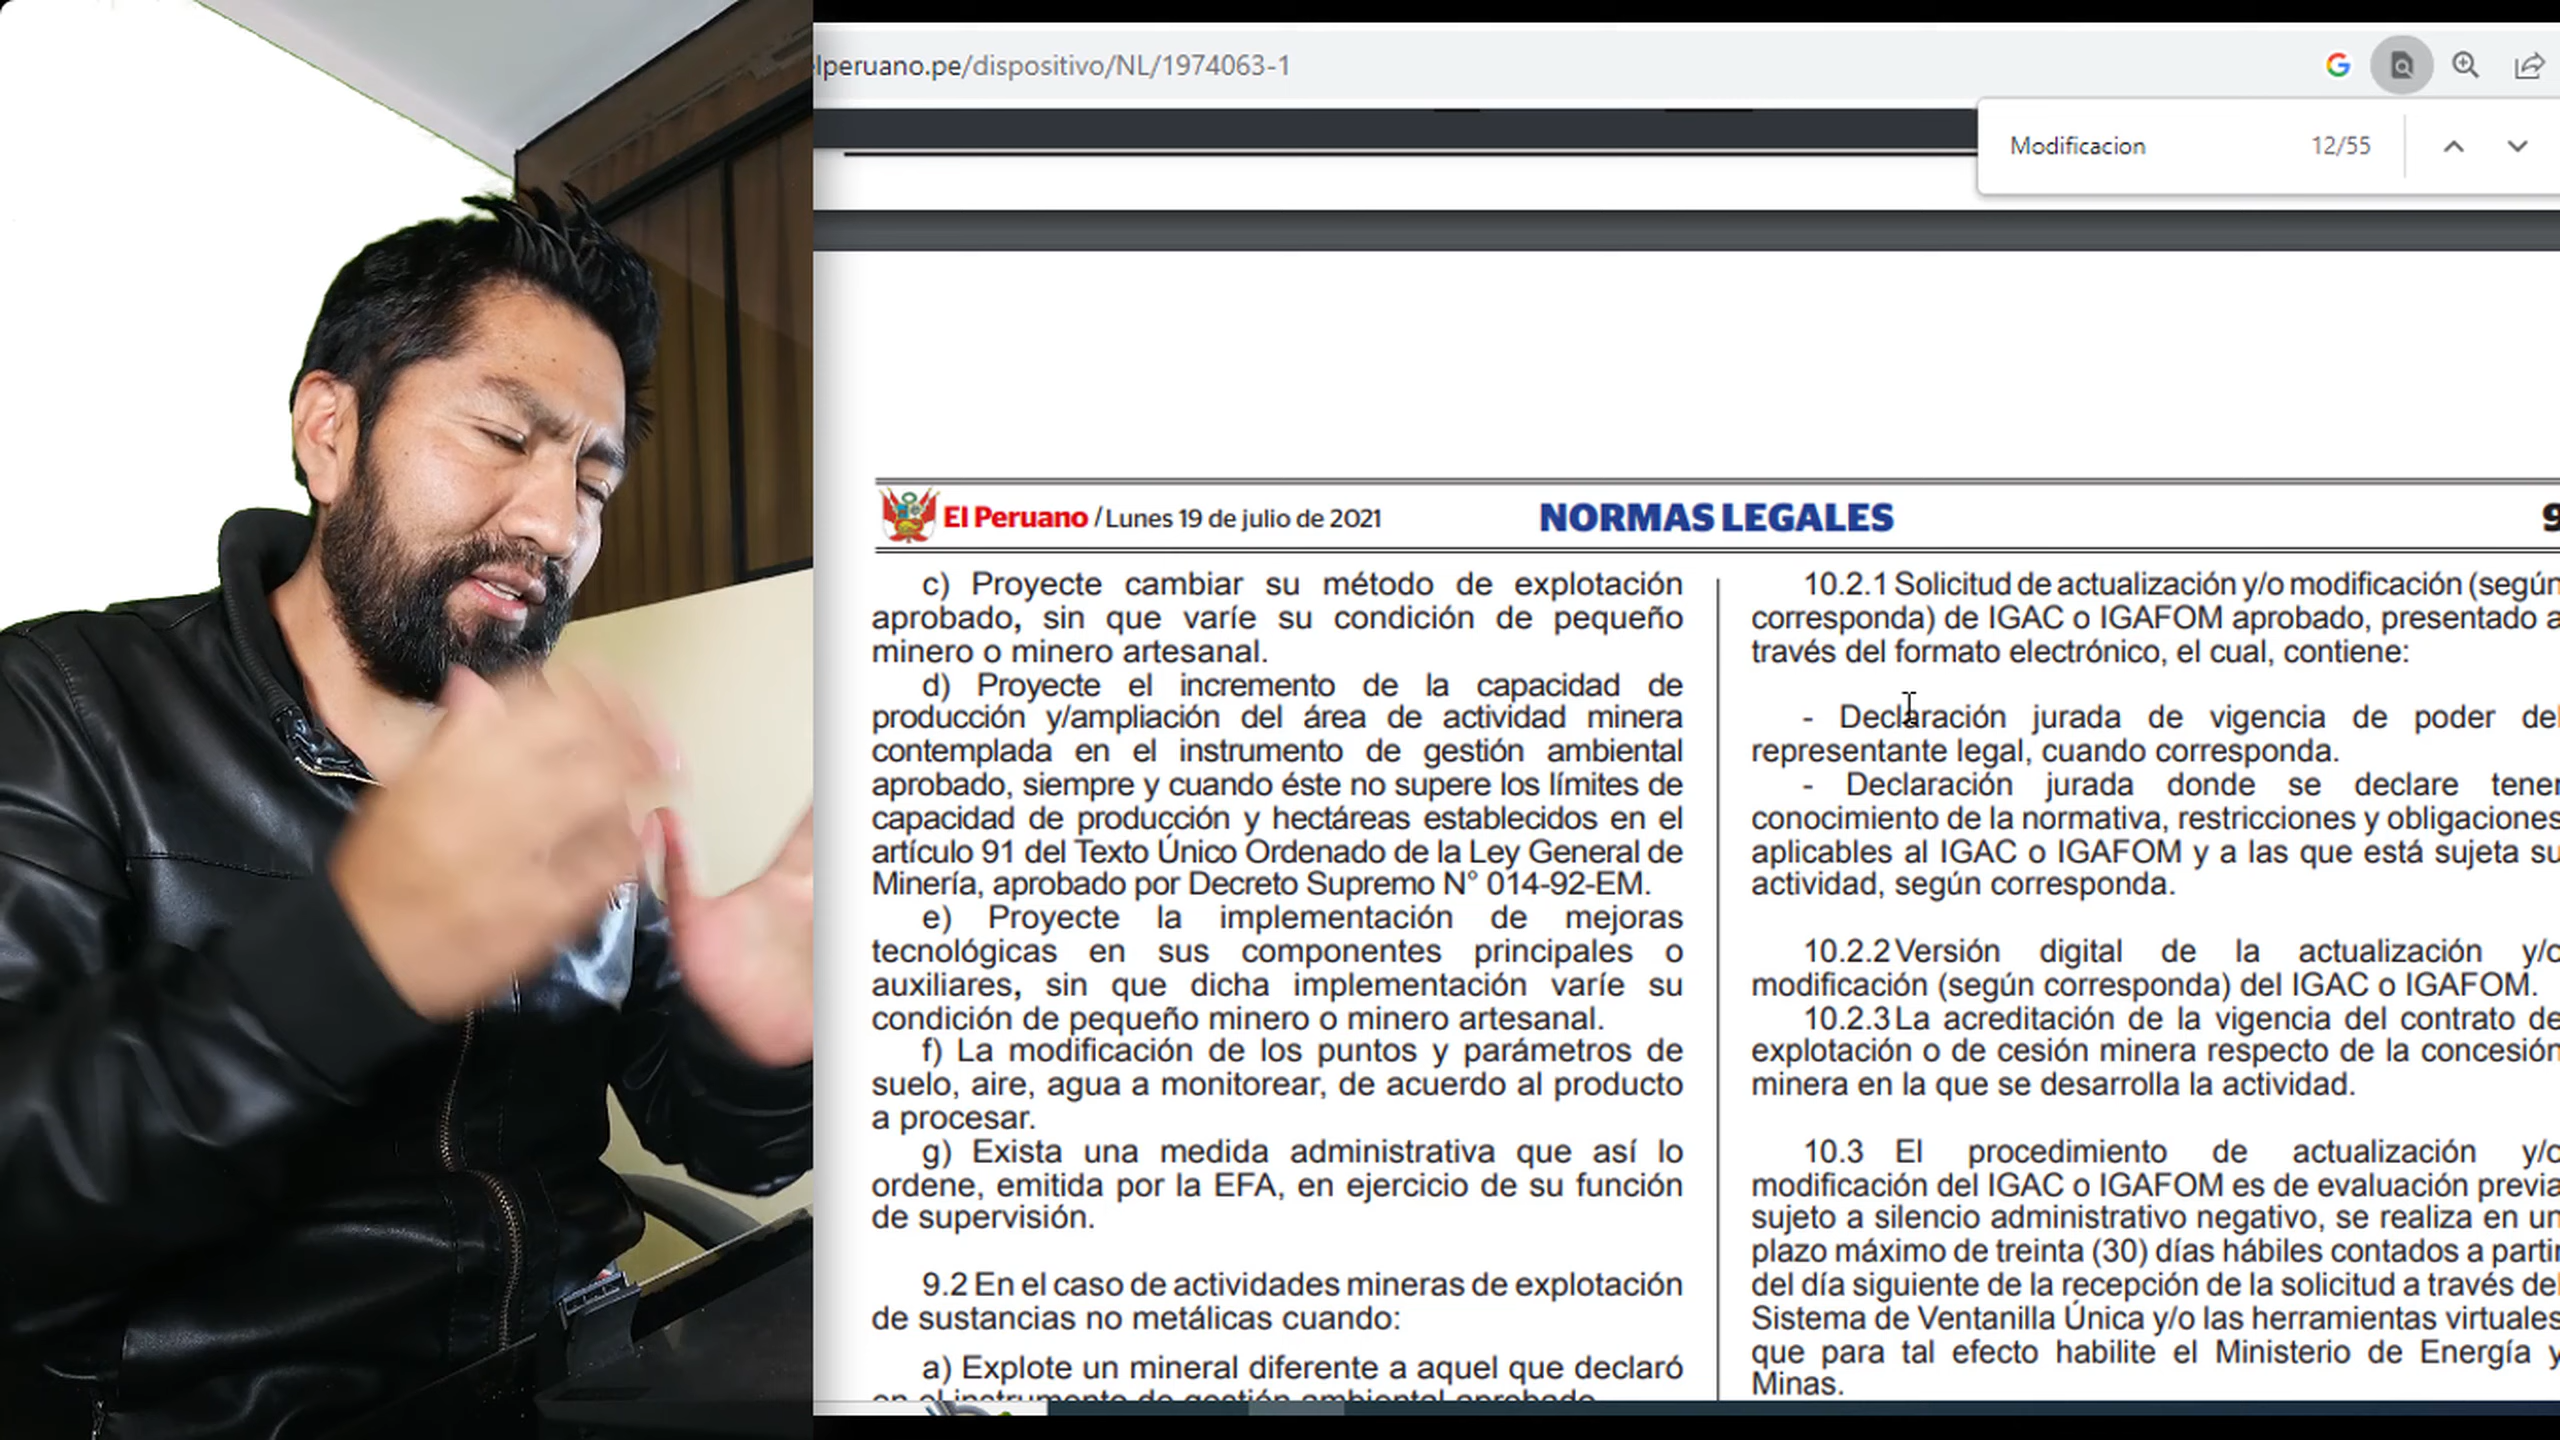 elperuano.pe/dispositivo/NL/1974063-1
Modificacion 12/55
El Peruano / Lunes 19 de julio de 2021
NORMAS LEGALES
9
c) Proyecte cambiar su método de explotación
aprobado, sin que varíe su condición de pequeño
minero o minero artesanal.
d) Proyecte el incremento de la capacidad de
producción y/ampliación del área de actividad minera
contemplada en el instrumento de gestión ambiental
aprobado, siempre y cuando éste no supere los límites de
capacidad de producción y hectáreas establecidos en el
artículo 91 del Texto Único Ordenado de la Ley General de
Minería, aprobado por Decreto Supremo N° 014-92-EM.
e) Proyecte la implementación de mejoras
tecnológicas en sus componentes principales o
auxiliares, sin que dicha implementación varíe su
condición de pequeño minero o minero artesanal.
f) La modificación de los puntos y parámetros de
suelo, aire, agua a monitorear, de acuerdo al producto
a procesar.
g) Exista una medida administrativa que así lo
ordene, emitida por la EFA, en ejercicio de su función
de supervisión.
9.2 En el caso de actividades mineras de explotación
de sustancias no metálicas cuando:
a) Explote un mineral diferente a aquel que declaró
en el instrumento de gestión ambiental aprobado.
10.2.1 Solicitud de actualización y/o modificación (según
corresponda) de IGAC o IGAFOM aprobado, presentado a
través del formato electrónico, el cual, contiene:
- Declaración jurada de vigencia de poder del
representante legal, cuando corresponda.
- Declaración jurada donde se declare tener
conocimiento de la normativa, restricciones y obligaciones
aplicables al IGAC o IGAFOM y a las que está sujeta su
actividad, según corresponda.
10.2.2 Versión digital de la actualización y/o
modificación (según corresponda) del IGAC o IGAFOM.
10.2.3 La acreditación de la vigencia del contrato de
explotación o de cesión minera respecto de la concesión
minera en la que se desarrolla la actividad.
10.3 El procedimiento de actualización y/o
modificación del IGAC o IGAFOM es de evaluación previa
sujeto a silencio administrativo negativo, se realiza en un
plazo máximo de treinta (30) días hábiles contados a partir
del día siguiente de la recepción de la solicitud a través del
Sistema de Ventanilla Única y/o las herramientas virtuales
que para tal efecto habilite el Ministerio de Energía y
Minas.